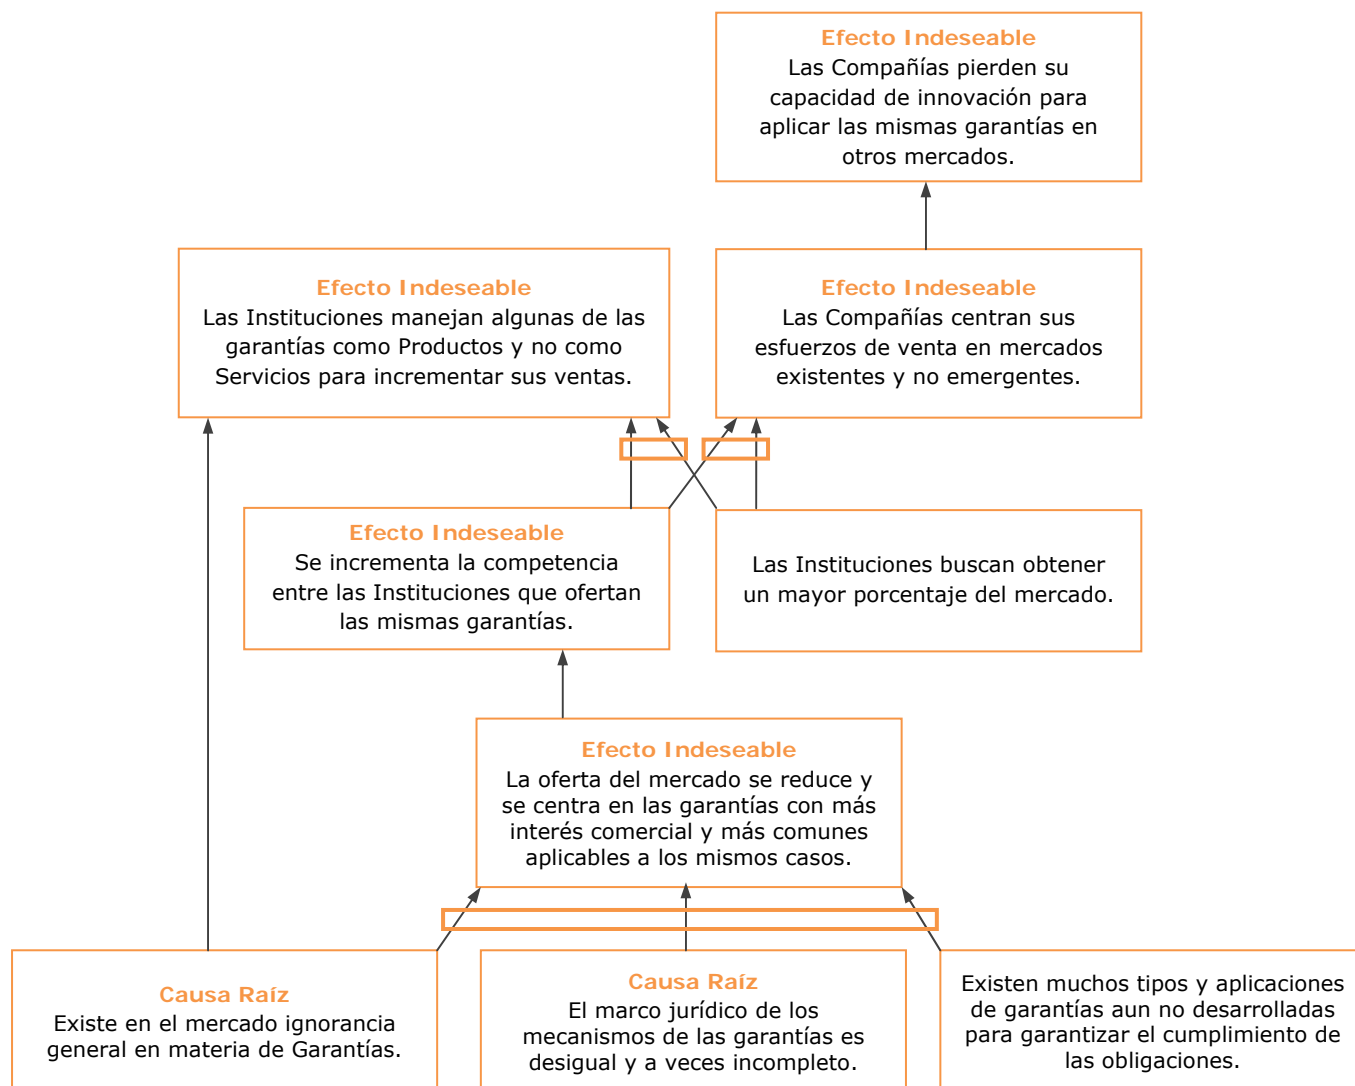 Efecto Indeseable
Las Compañías pierden su
capacidad de innovación para
aplicar las mismas garantías en
otros mercados.
Efecto Indeseable
Las Instituciones manejan algunas de las
garantías como Productos y no como
Servicios para incrementar sus ventas.
Efecto Indeseable
Las Compañías centran sus
esfuerzos de venta en mercados
existentes y no emergentes.
Efecto Indeseable
Se incrementa la competencia
entre las Instituciones que ofertan
las mismas garantías.
Las Instituciones buscan obtener
un mayor porcentaje del mercado.
Efecto Indeseable
La oferta del mercado se reduce y
se centra en las garantías con más
interés comercial y más comunes
aplicables a los mismos casos.
Causa Raíz
Existe en el mercado ignorancia
general en materia de Garantías.
Causa Raíz
El marco jurídico de los
mecanismos de las garantías es
desigual y a veces incompleto.
Existen muchos tipos y aplicaciones
de garantías aun no desarrolladas
para garantizar el cumplimiento de
las obligaciones.